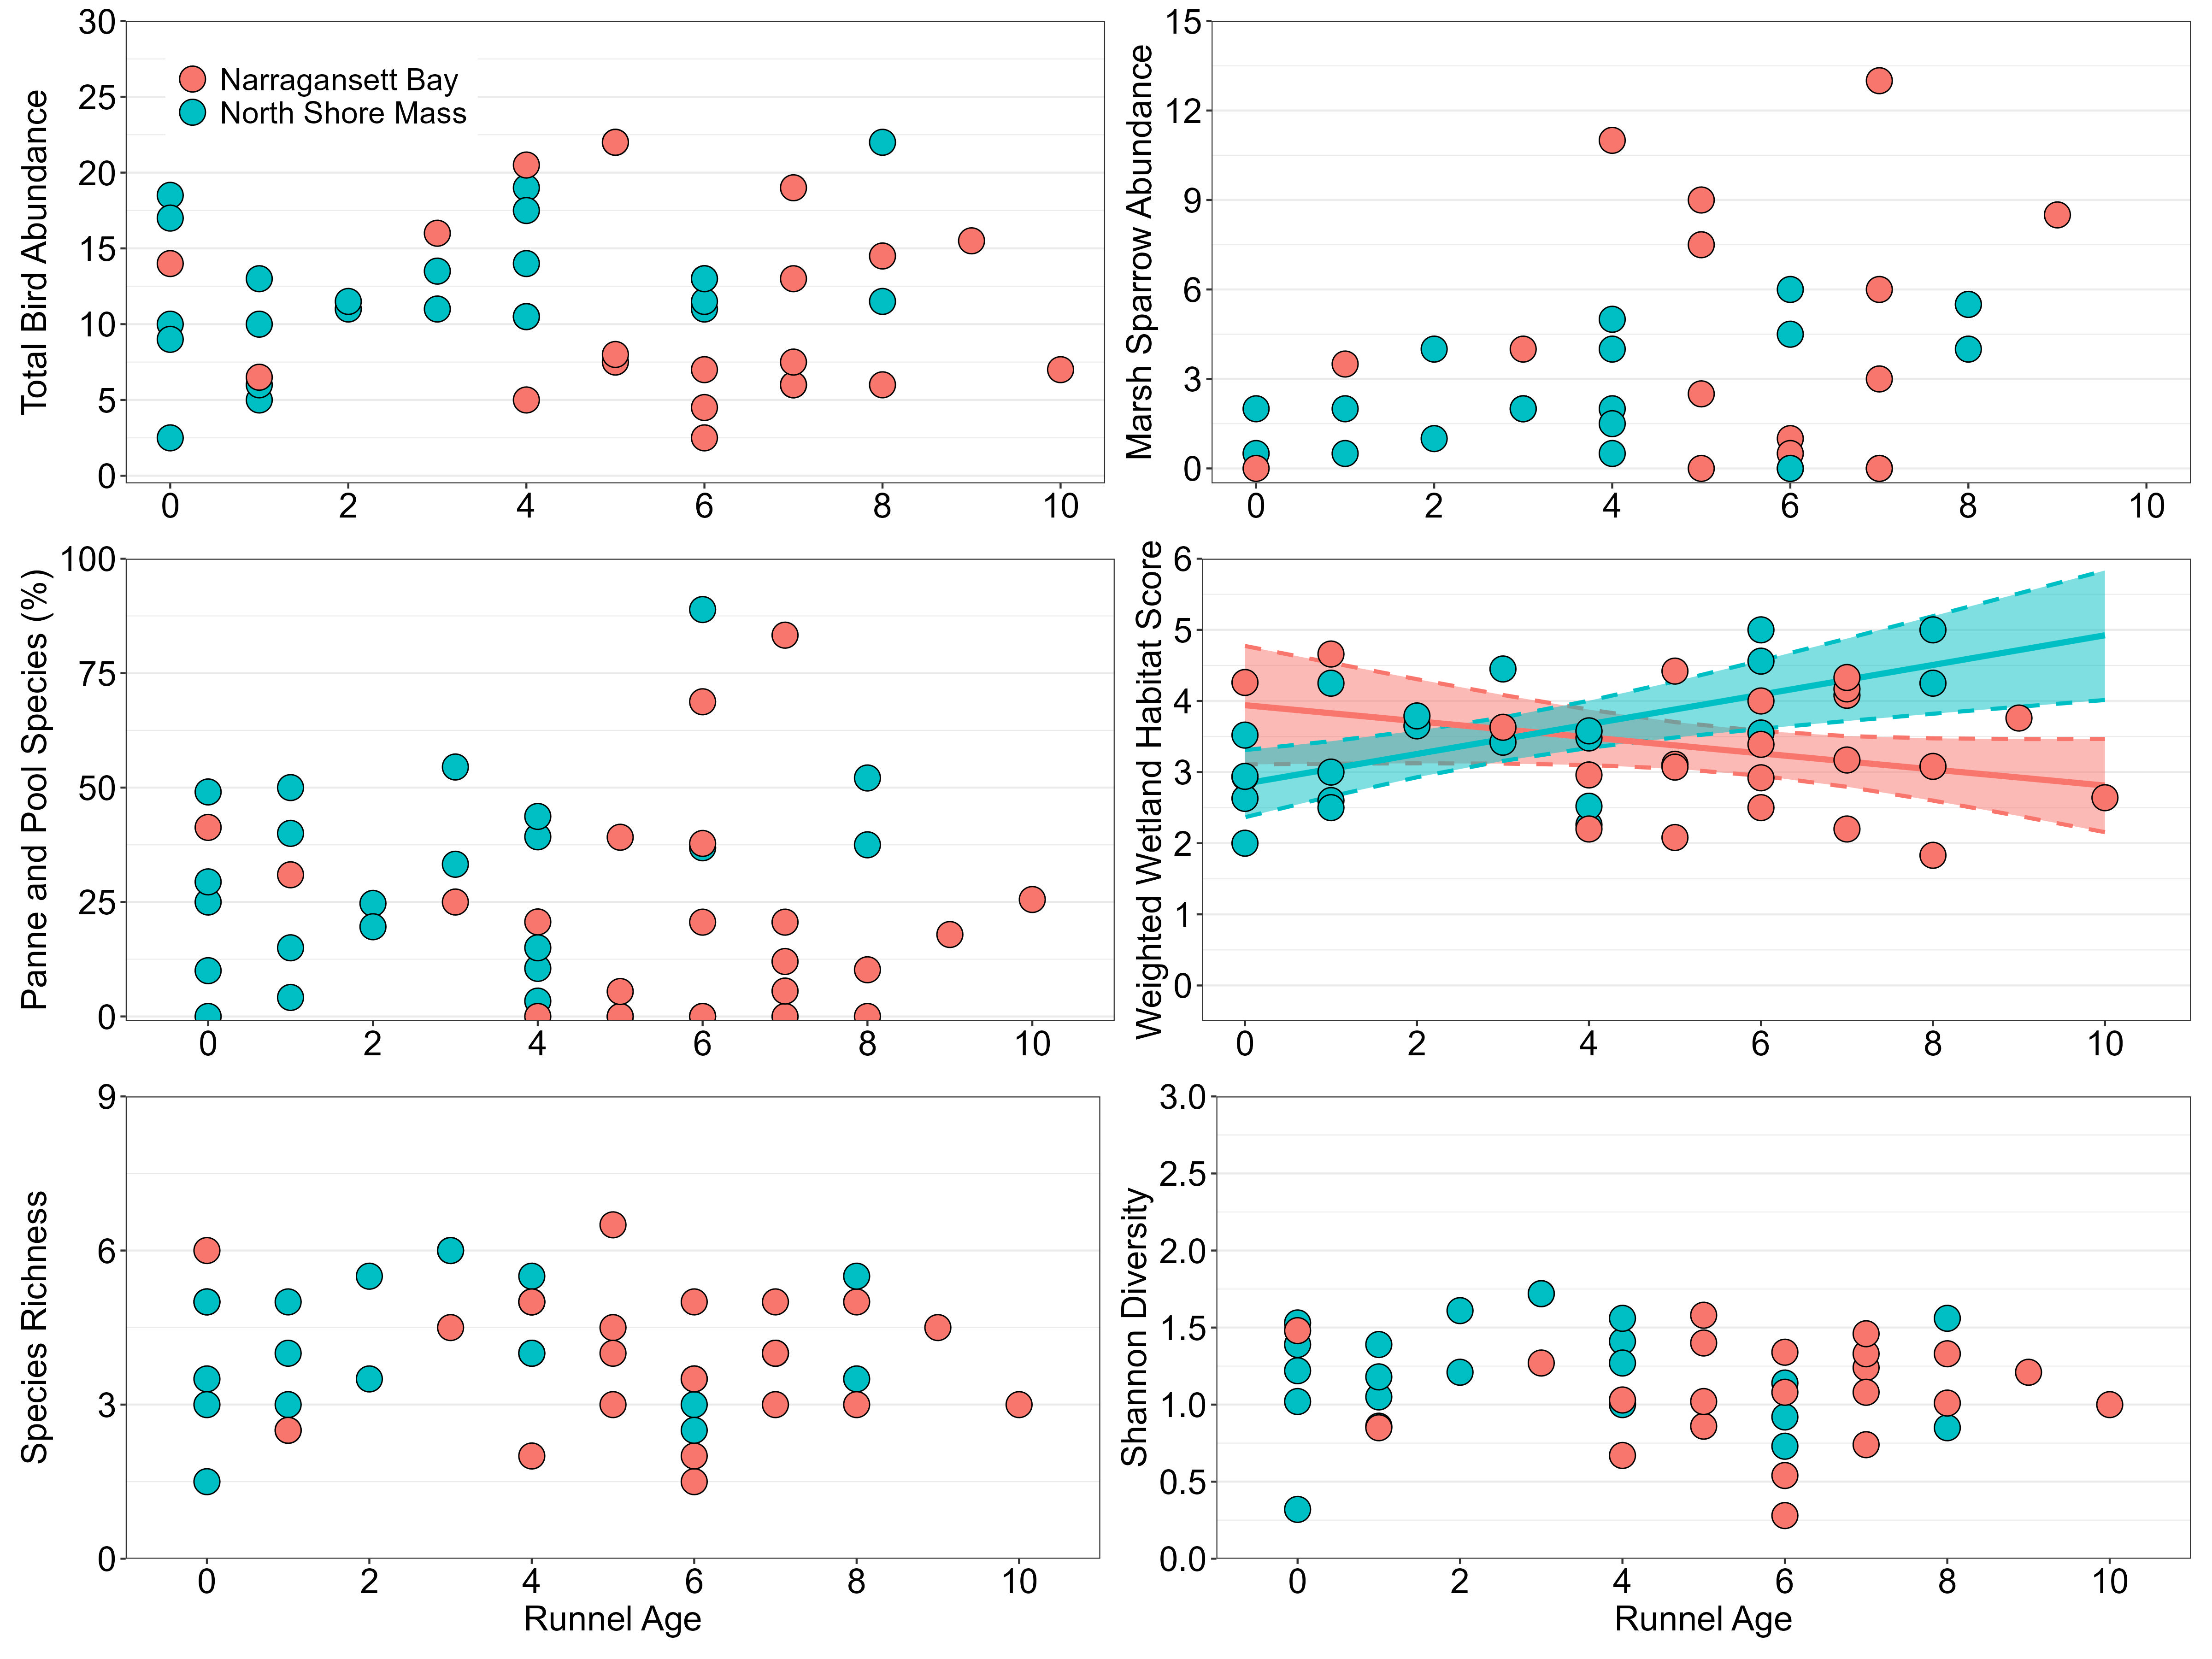 Total Bird Abundance
30
25
20
15
10
5
0
Narragansett Bay
North Shore Mass
0 2 4 6 8 10
Marsh Sparrow Abundance
15
12
9
6
3
0
0 2 4 6 8 10
Panne and Pool Species (%)
100
75
50
25
0
0 2 4 6 8 10
Weighted Wetland Habitat Score
6
5
4
3
2
1
0
0 2 4 6 8 10
Species Richness
9
6
3
0
0 2 4 6 8 10
Runnel Age
Shannon Diversity
3.0
2.5
2.0
1.5
1.0
0.5
0.0
0 2 4 6 8 10
Runnel Age